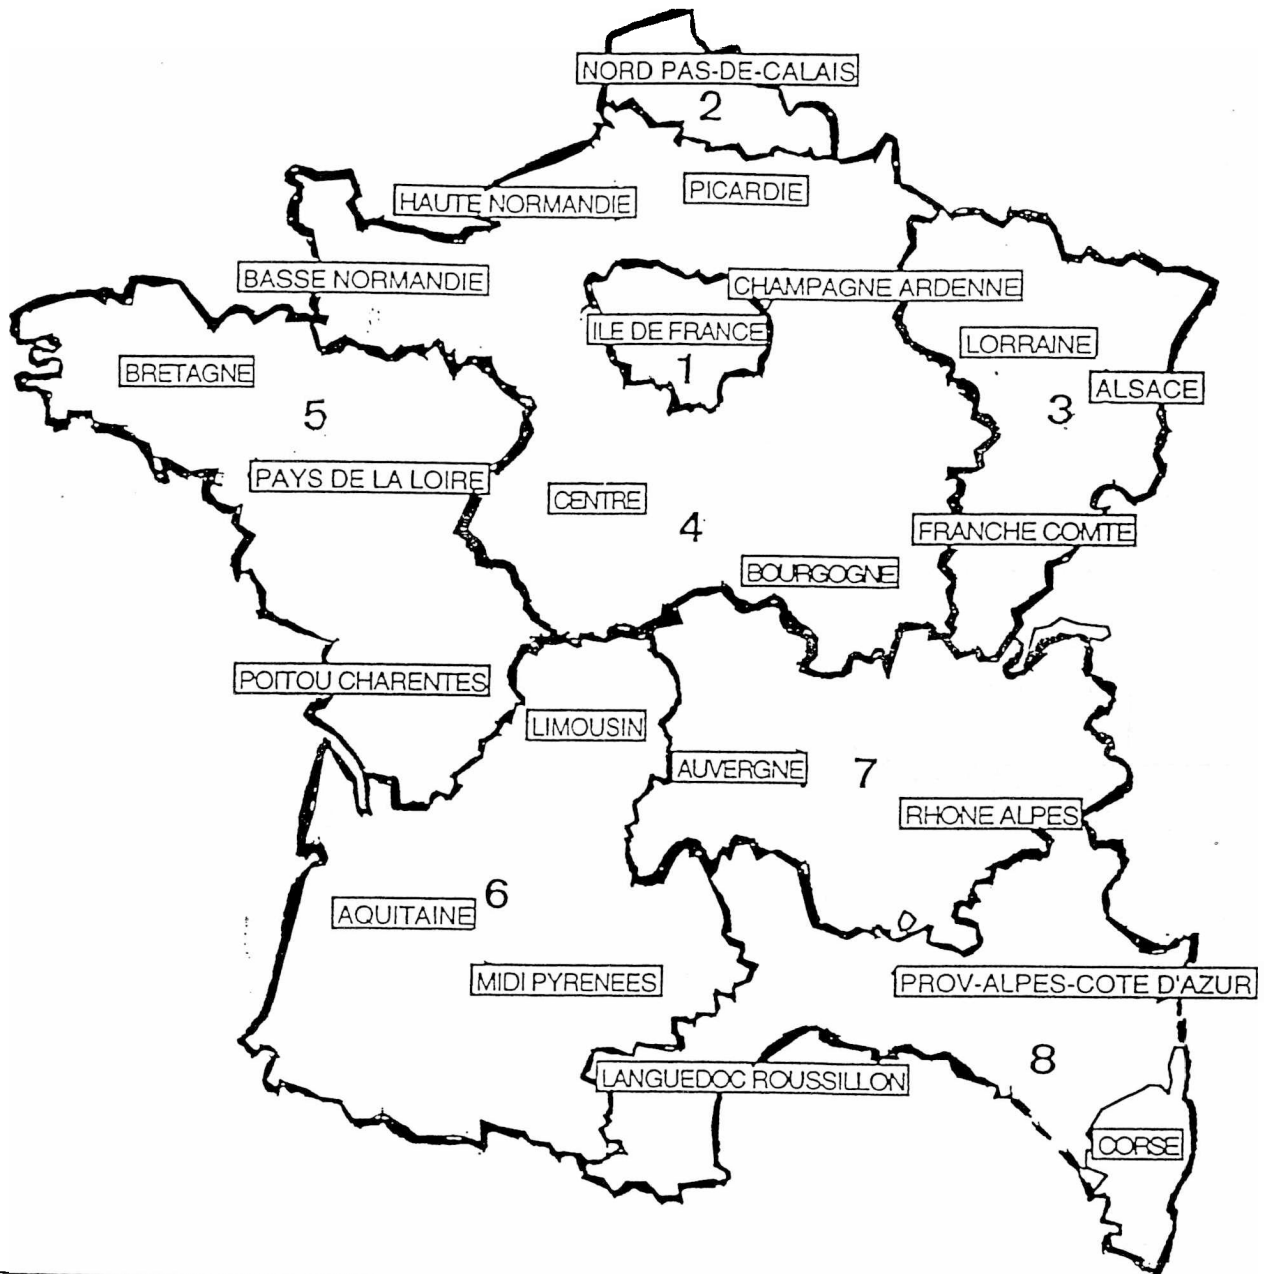 NORD PAS-DE-CALAIS
2
PICARDIE
HAUTE NORMANDIE
BASSE NORMANDIE
CHAMPAGNE ARDENNE
ILE DE FRANCE
1
LORRAINE
BRETAGNE
ALSACE
3
5
PAYS DE LA LOIRE
CENTRE
4
FRANCHE COMTE
BOURGOGNE
POITOU CHARENTES
LIMOUSIN
AUVERGNE
7
RHONE ALPES
6
AQUITAINE
MIDI PYRENEES
PROV-ALPES-COTE D'AZUR
8
LANGUEDOC ROUSSILLON
CORSE